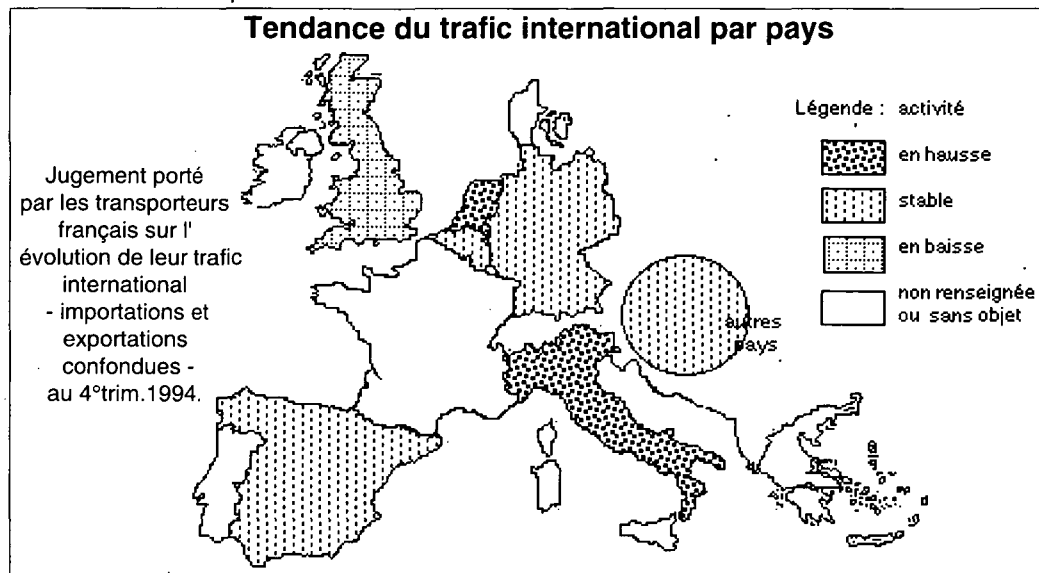 Tendance du trafic international par pays
Jugement porté
par les transporteurs
français sur l'
évolution de leur trafic
international
- importations et
exportations
confondues -
au 4°trim.1994.
Légende : activité
en hausse
stable
en baisse
non renseignée
ou sans objet
autres
pays